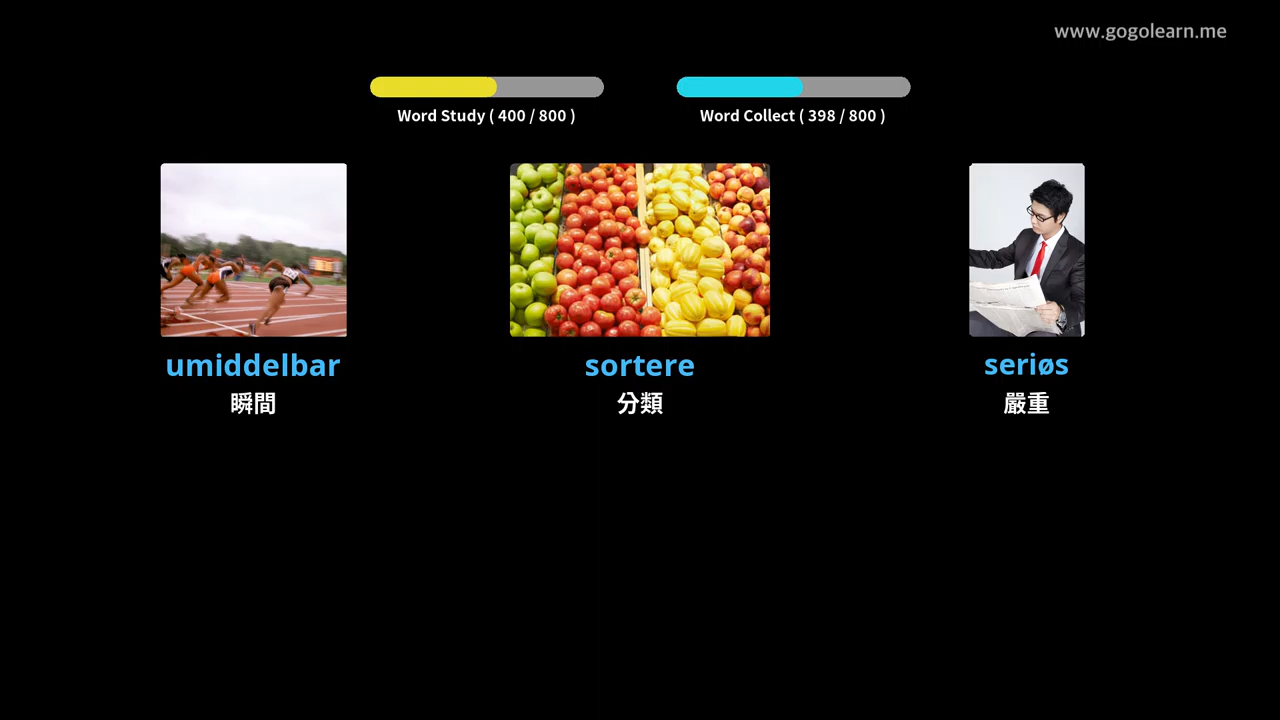 www.gogolearn.me
Word Study ( 400 / 800 )
Word Collect ( 398 / 800 )
umiddelbar
瞬間
sortere
分類
seriøs
嚴重